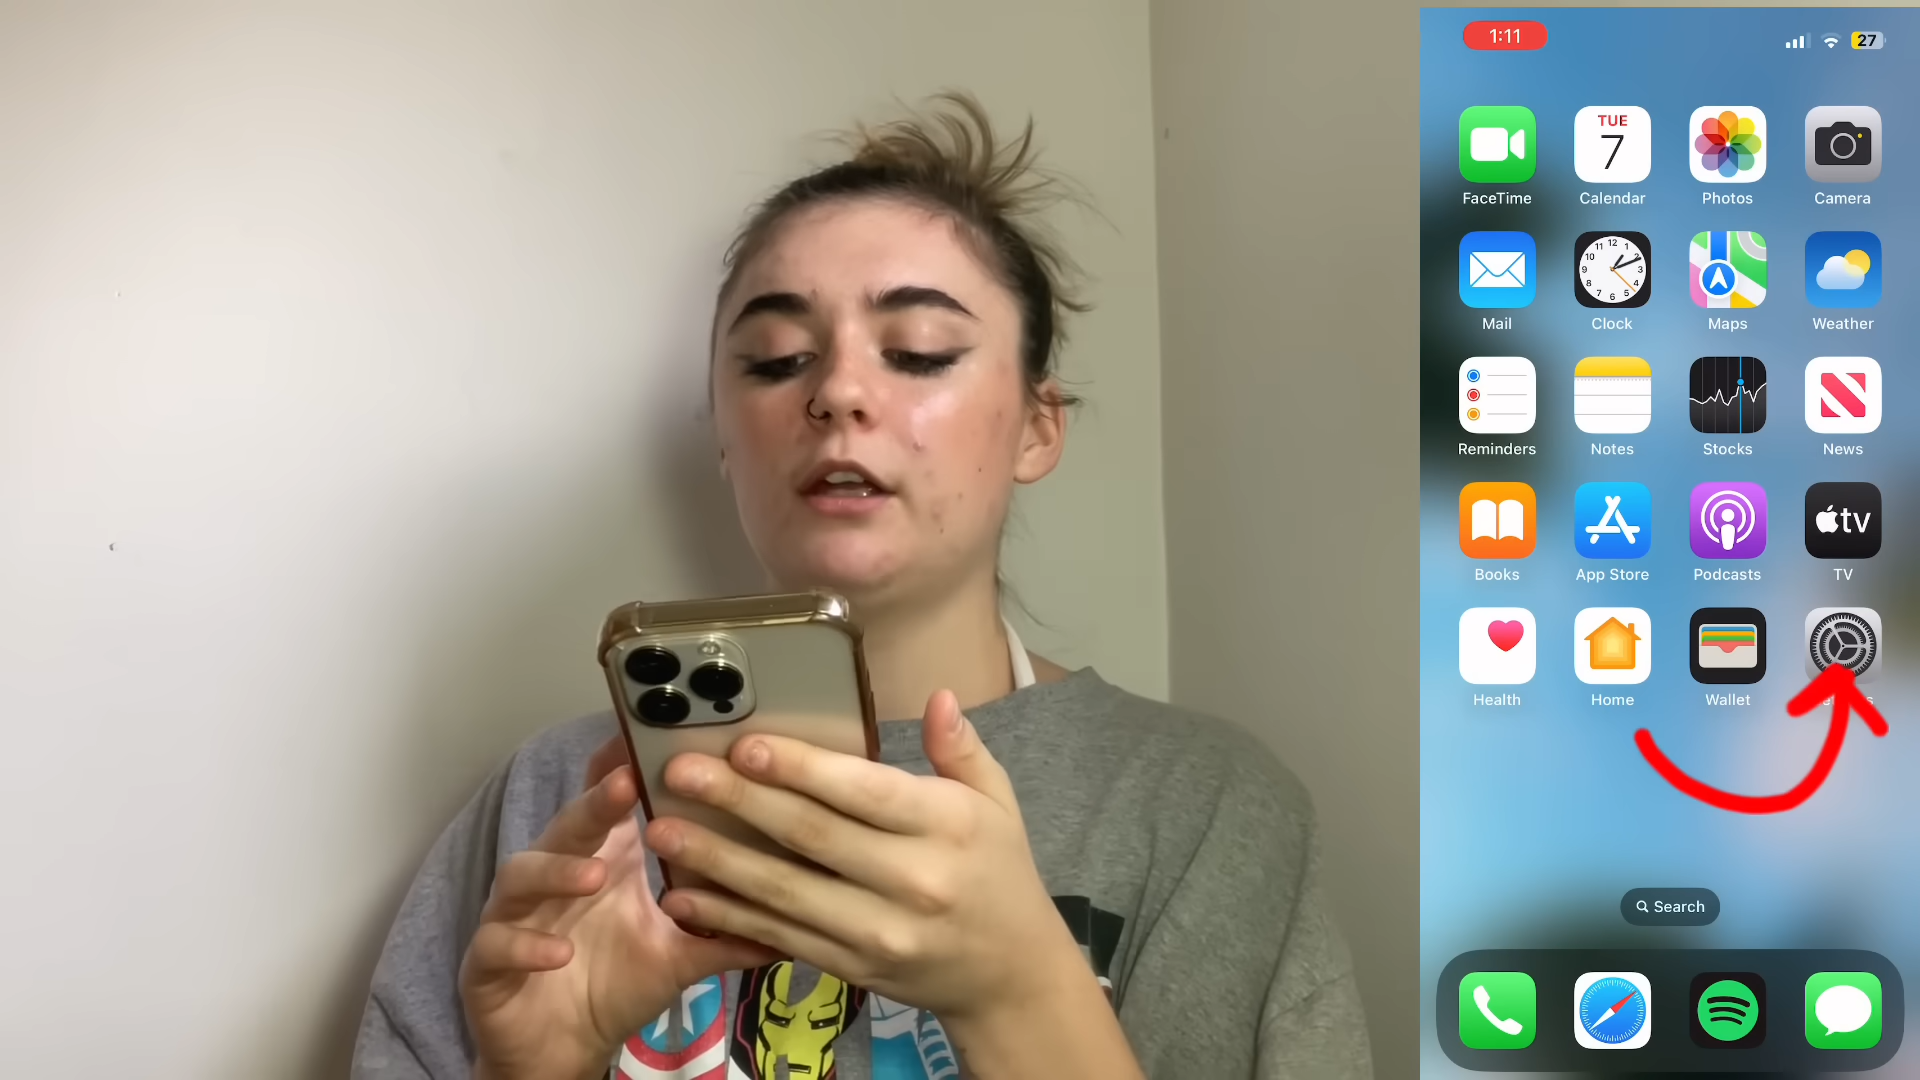 1:11
27
TUE
7
FaceTime
Calendar
Photos
Camera
Mail
Clock
Maps
Weather
Reminders
Notes
Stocks
News
tv
Books
App Store
Podcasts
TV
Health
Home
Wallet
Search